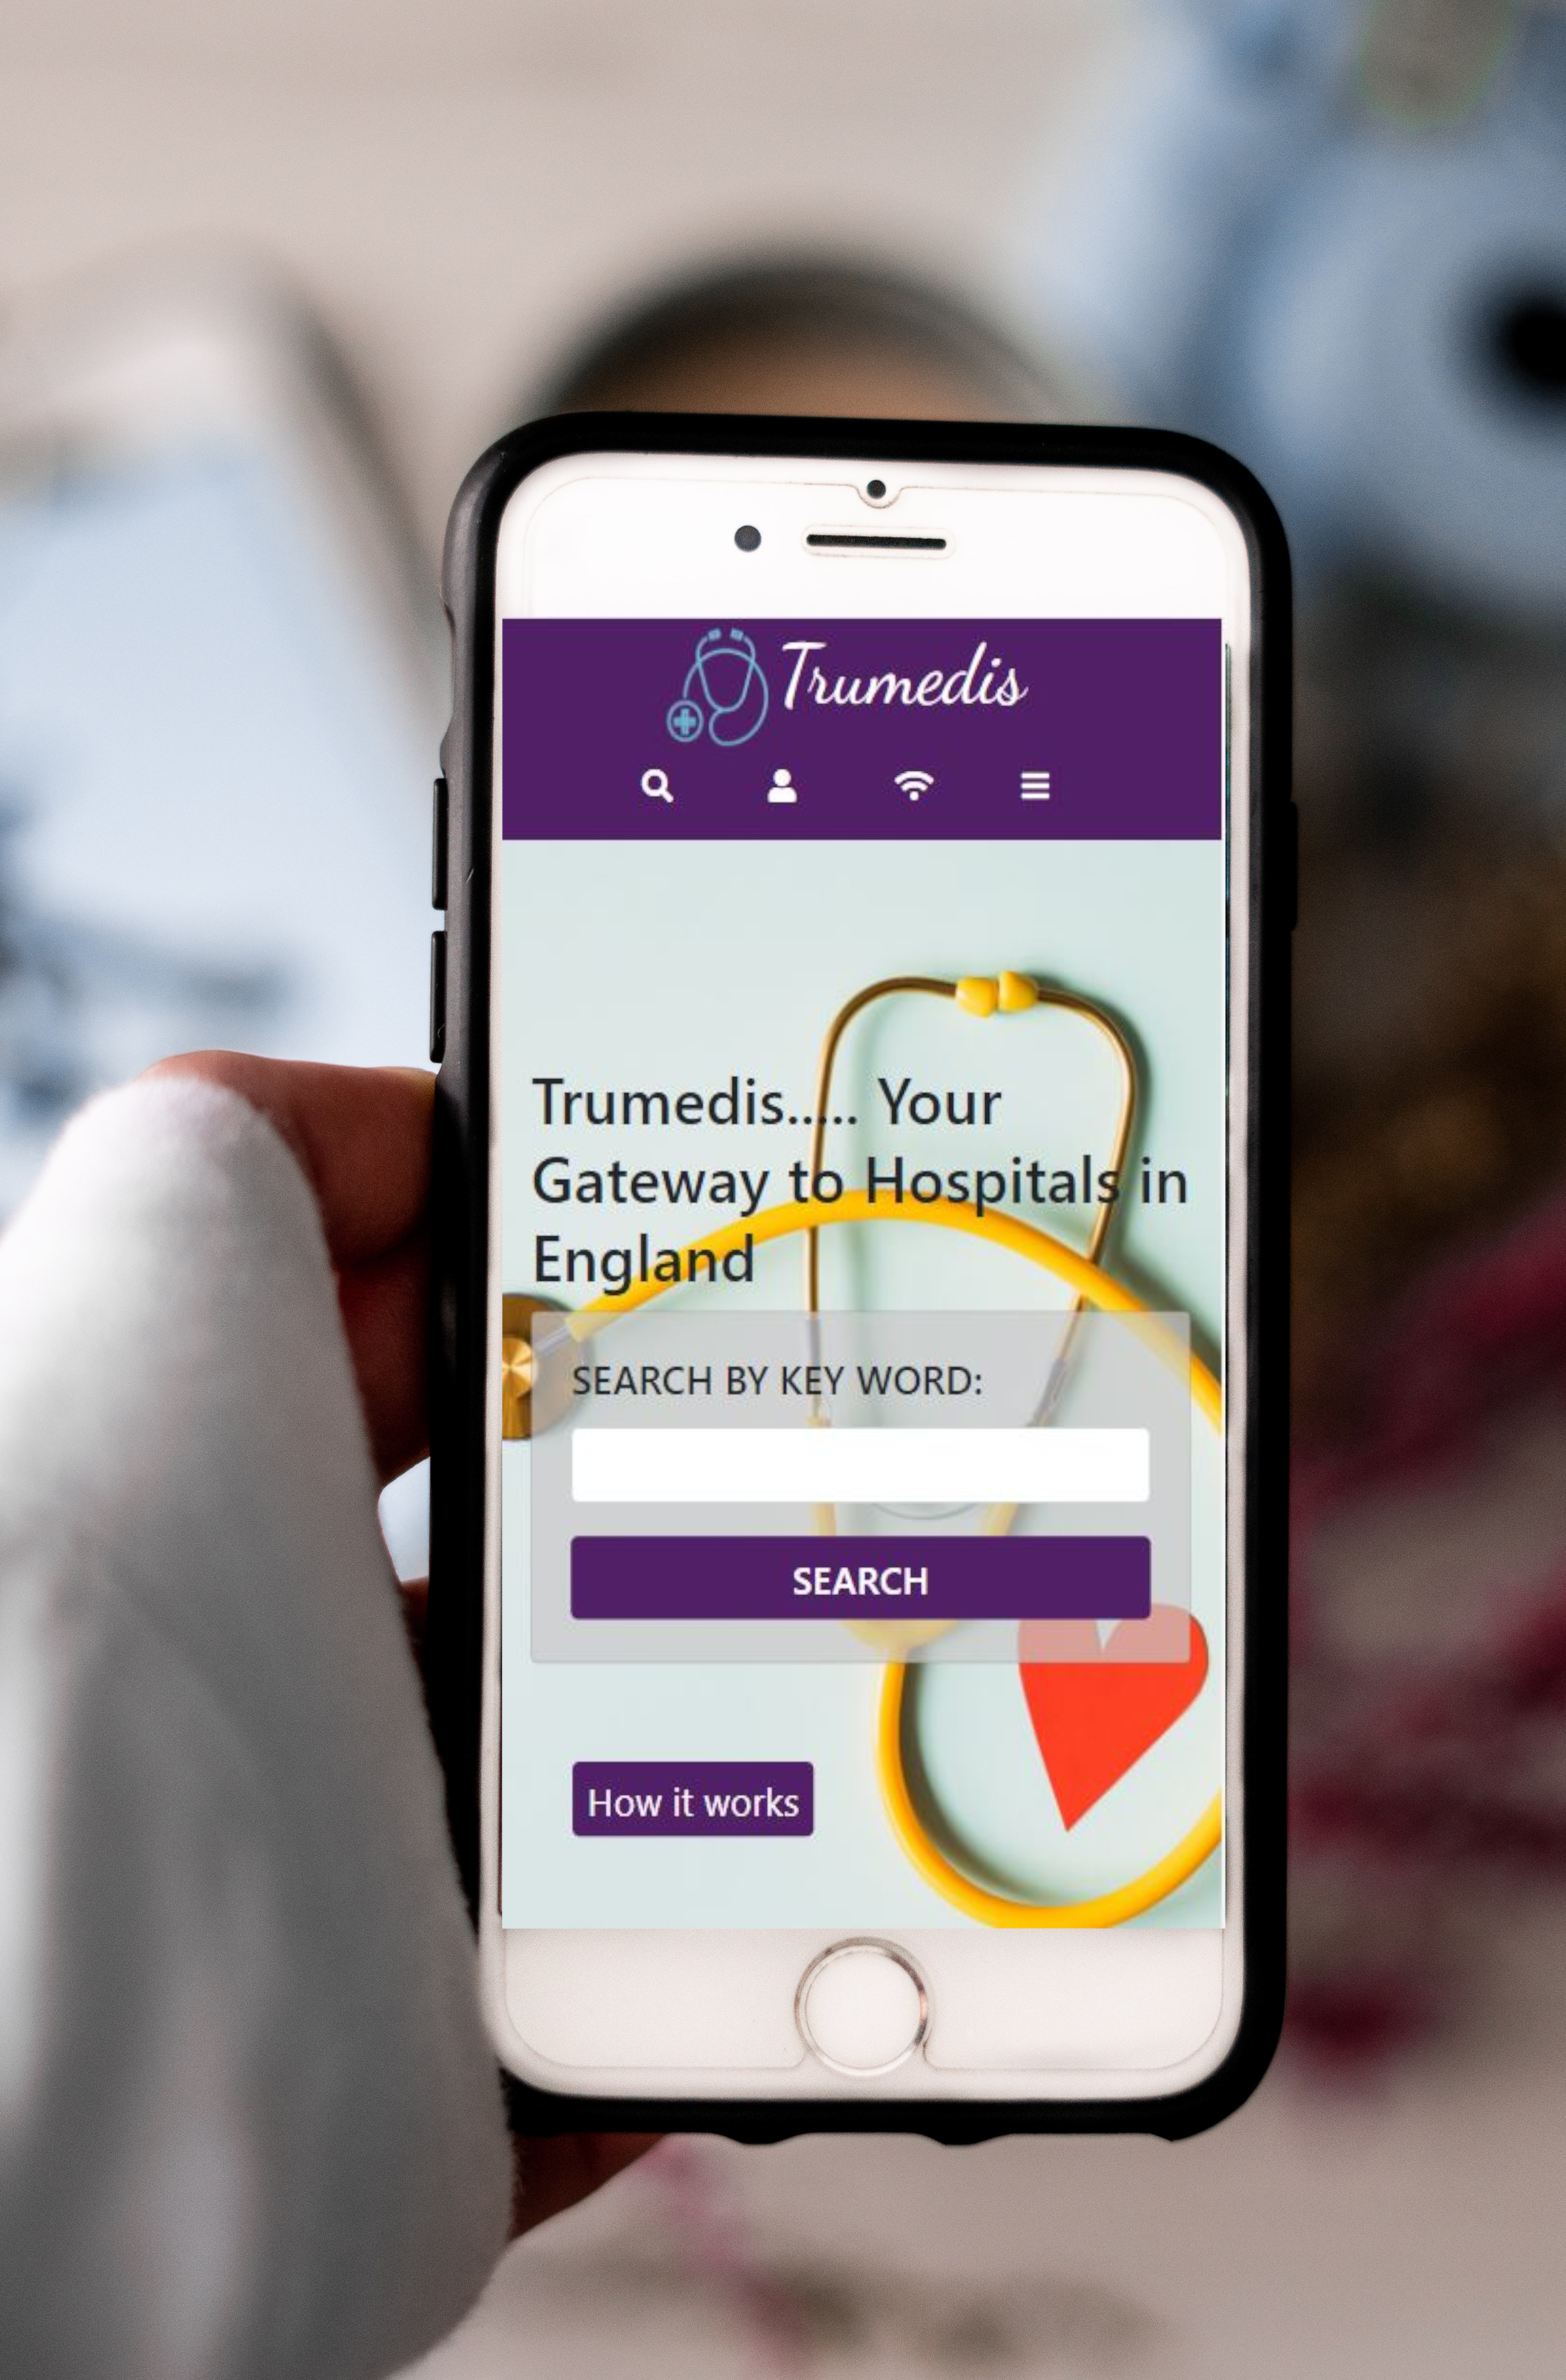 Trumedis
Trumedis..... Your
Gateway to Hospitals in
England
SEARCH BY KEY WORD:
SEARCH
How it works